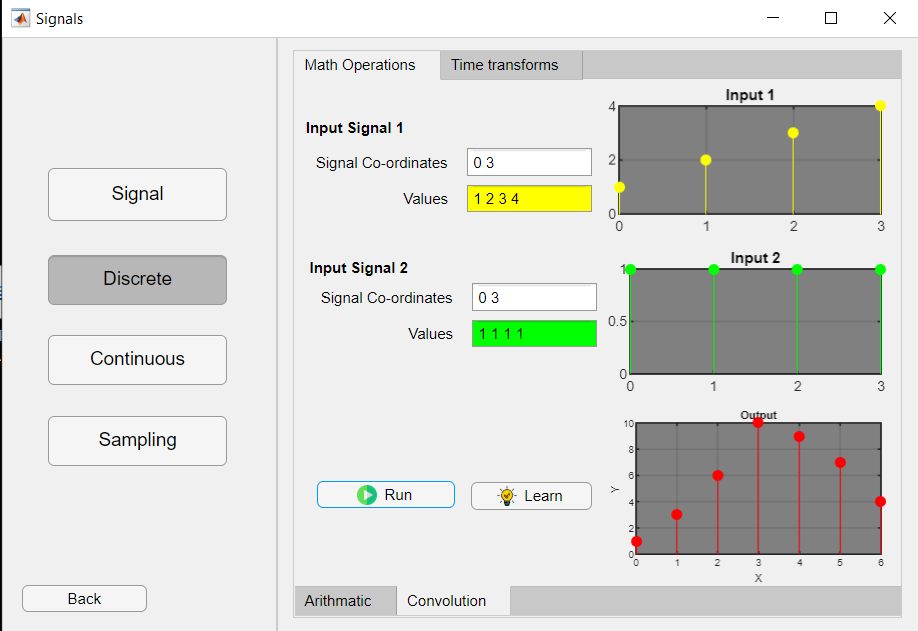 Signals
Math Operations
Time transforms
Signal
Discrete
Continuous
Sampling
Back
Input Signal 1
Signal Co-ordinates
0 3
Values
1 2 3 4
Input Signal 2
Signal Co-ordinates
0 3
Values
1 1 1 1
Run
Learn
Input 1
4
2
0
0 1 2 3
Input 2
1
0.5
0
0 1 2 3
Output
10
8
6
4
2
0
Y
0 1 2 3 4 5 6
X
Arithmatic
Convolution